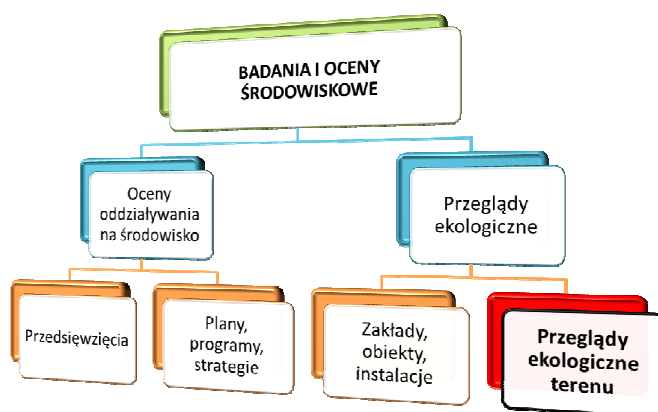 BADANIA I OCENY
ŚRODOWISKOWE
Oceny
oddziaływania
na środowisko
Przeglądy
ekologiczne
Przedsięwzięcia
Plany,
programy,
strategie
Zakłady,
obiekty,
instalacje
Przeglądy
ekologiczne
terenu